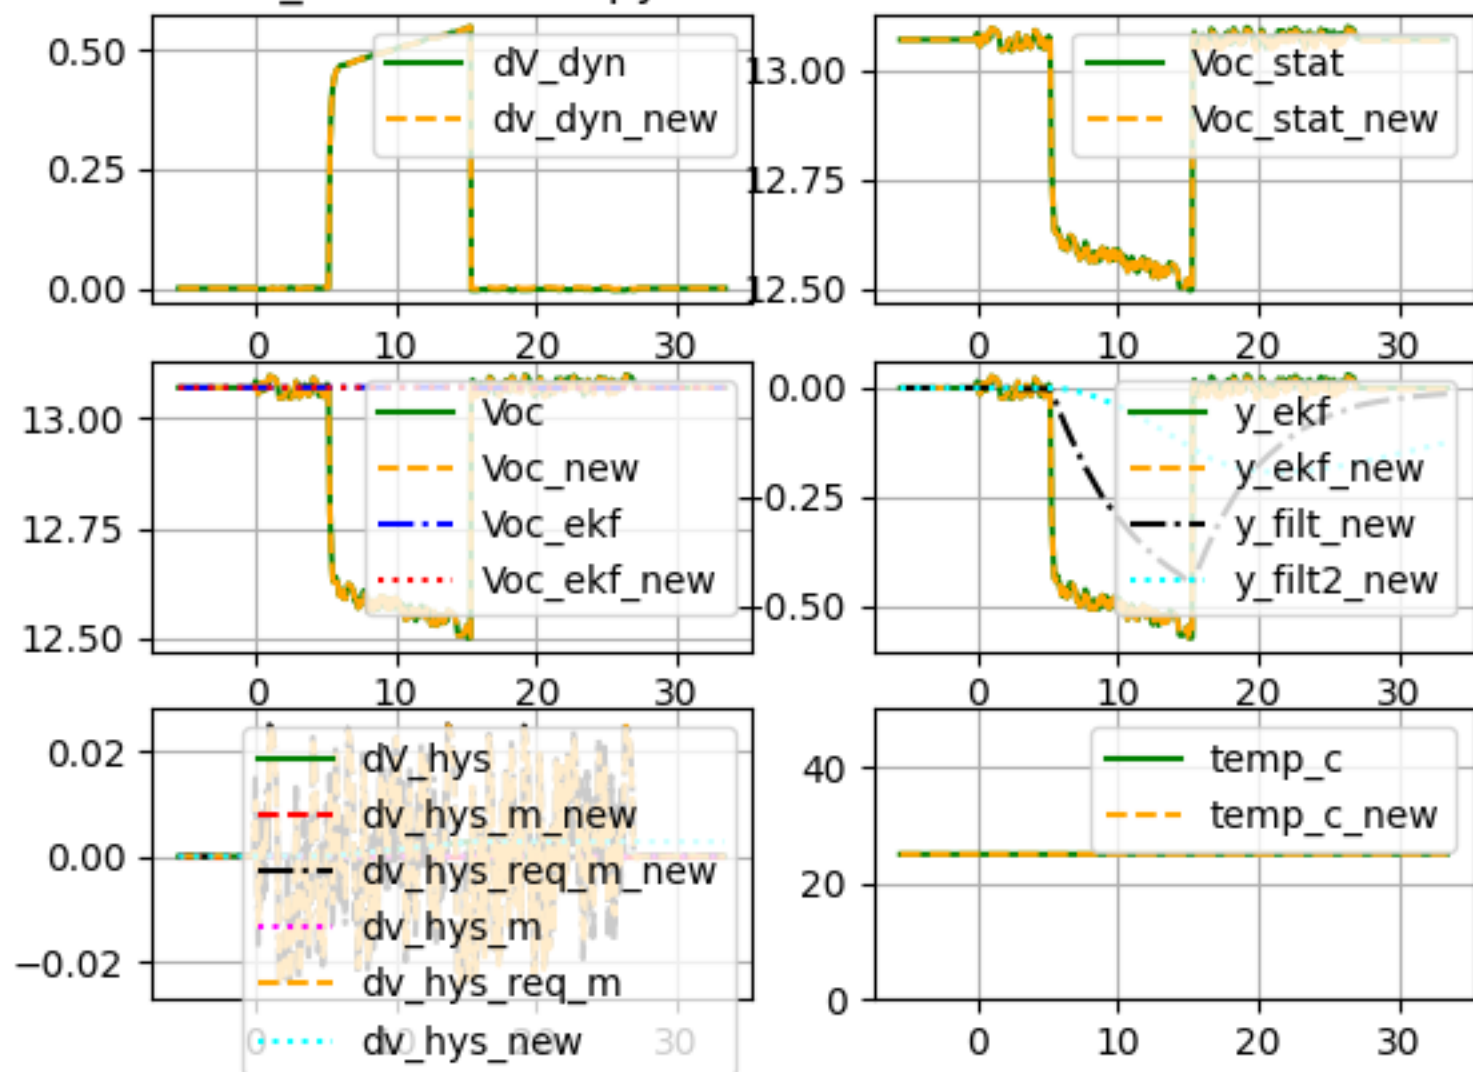 0.50
0.25
0.00
dV_dyn
dv_dyn_new
0 10 20 30
13.00
12.75
12.50
Voc_stat
Voc_stat_new
0 10 20 30
13.00
12.75
12.50
Voc
Voc_new
Voc_ekf
Voc_ekf_new
0 10 20 30
0.00
−0.25
−0.50
y_ekf
y_ekf_new
y_filt_new
y_filt2_new
0 10 20 30
0.02
0.00
−0.02
dV_hys
dv_hys_m_new
dv_hys_req_m_new
dv_hys_m
dv_hys_req_m
dv_hys_new
0 10 20 30
40
20
0
temp_c
temp_c_new
0 10 20 30